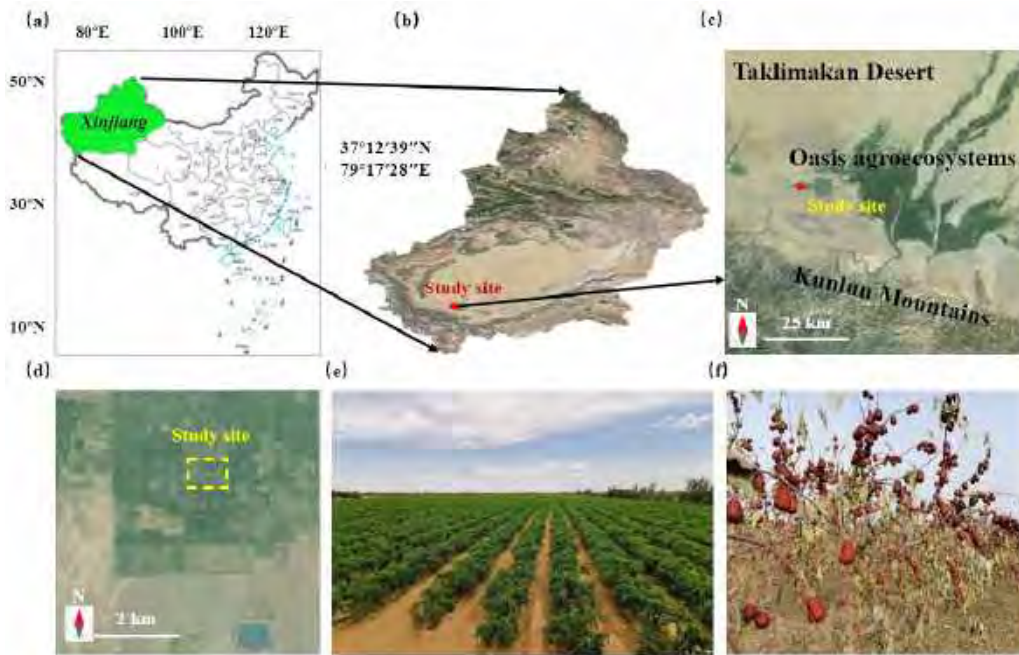 (a)
(b)
(c)
80°E 100°E 120°E
50°N
30°N
10°N
Xinjiang
37°12′39″N
79°17′28″E
Study site
Taklimakan Desert
Oasis agroecosystems
Study site
Kunlun Mountains
N
25 km
(d)
(e)
(f)
Study site
N
2 km